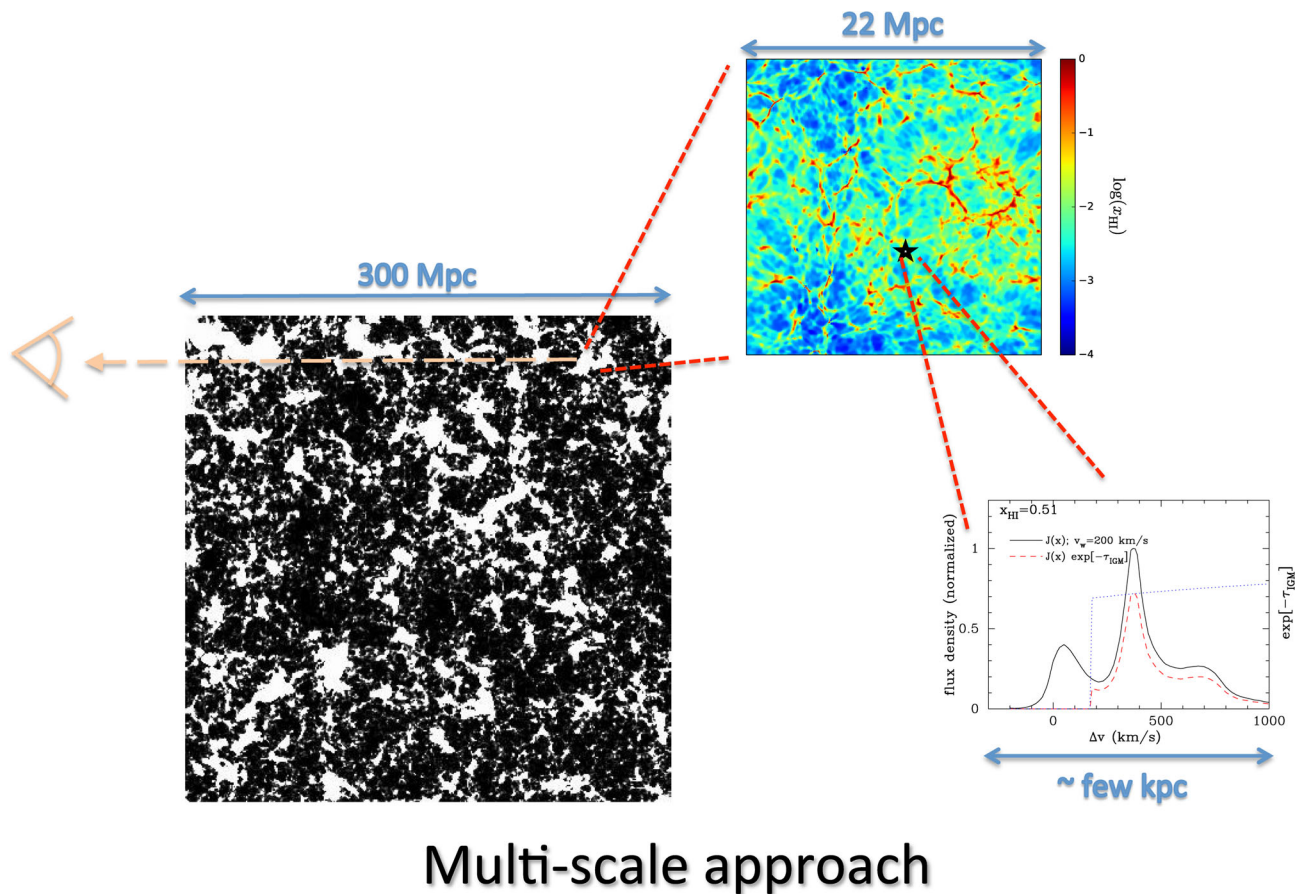 22 Mpc
0
−1
−2
−3
−4
log(x_HI)
300 Mpc
x_HI=0.51
J(x); v_w=200 km/s
J(x) exp[−τ_IGM]
flux density (normalized)
exp[−τ_IGM]
1
0.5
0
0
500
1000
Δv (km/s)
~ few kpc
Multi-scale approach